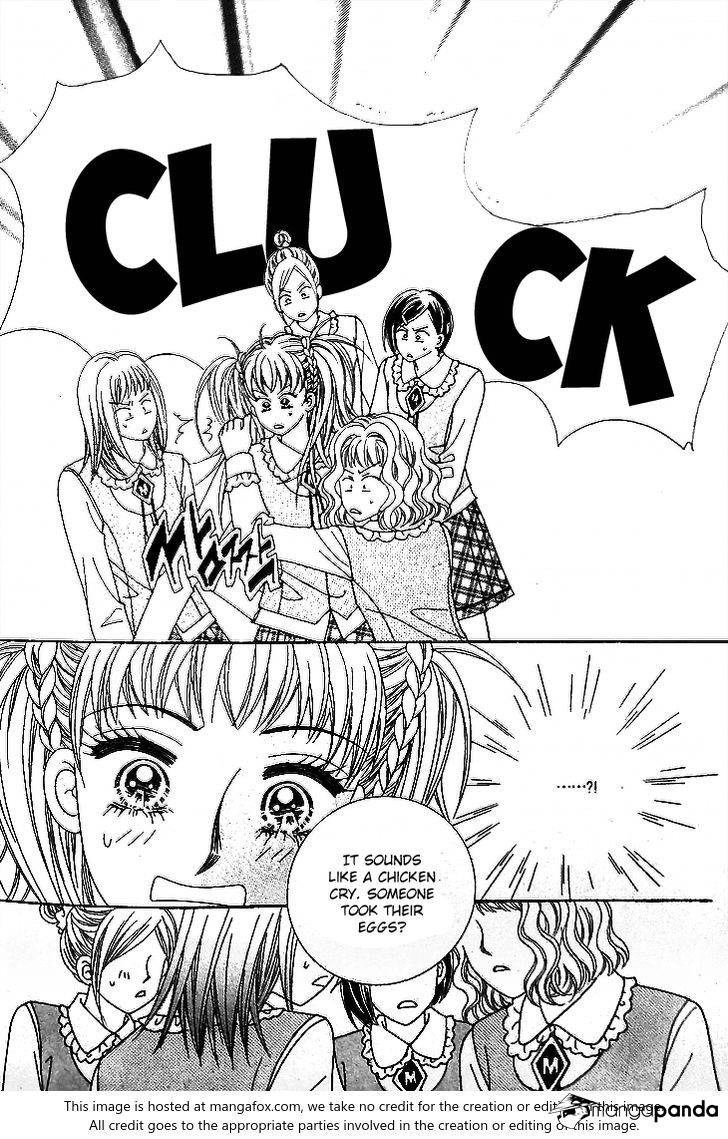 CLUCK
M
.......?!
IT SOUNDS
LIKE A CHICKEN
CRY. SOMEONE
TOOK THEIR
EGGS?
M
M
This image is hosted at mangafox.com, we take no credit for the creation or editing of this image.
All credit goes to the appropriate parties involved in the creation or editing of this image.
mangapanda